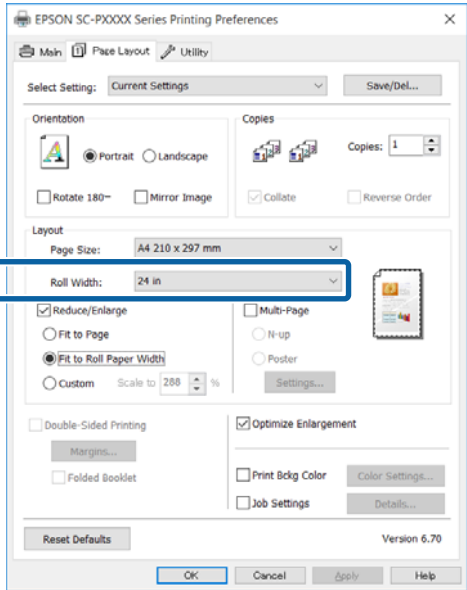 EPSON SC-PXXXX Series Printing Preferences
Main Page Layout Utility
Select Setting: Current Settings Save/Del...
Orientation Copies
Portrait Landscape Copies: 1
Rotate 180~ Mirror Image Collate Reverse Order
Layout
Page Size: A4 210 x 297 mm
Roll Width: 24 in
Reduce/Enlarge Multi-Page
Fit to Page N-up
Fit to Roll Paper Width Poster
Custom Scale to 288 % Settings...
Double-Sided Printing Optimize Enlargement
Margins...
Folded Booklet Print Bckg Color Color Settings...
Job Settings Details...
Reset Defaults Version 6.70
OK Cancel Apply Help